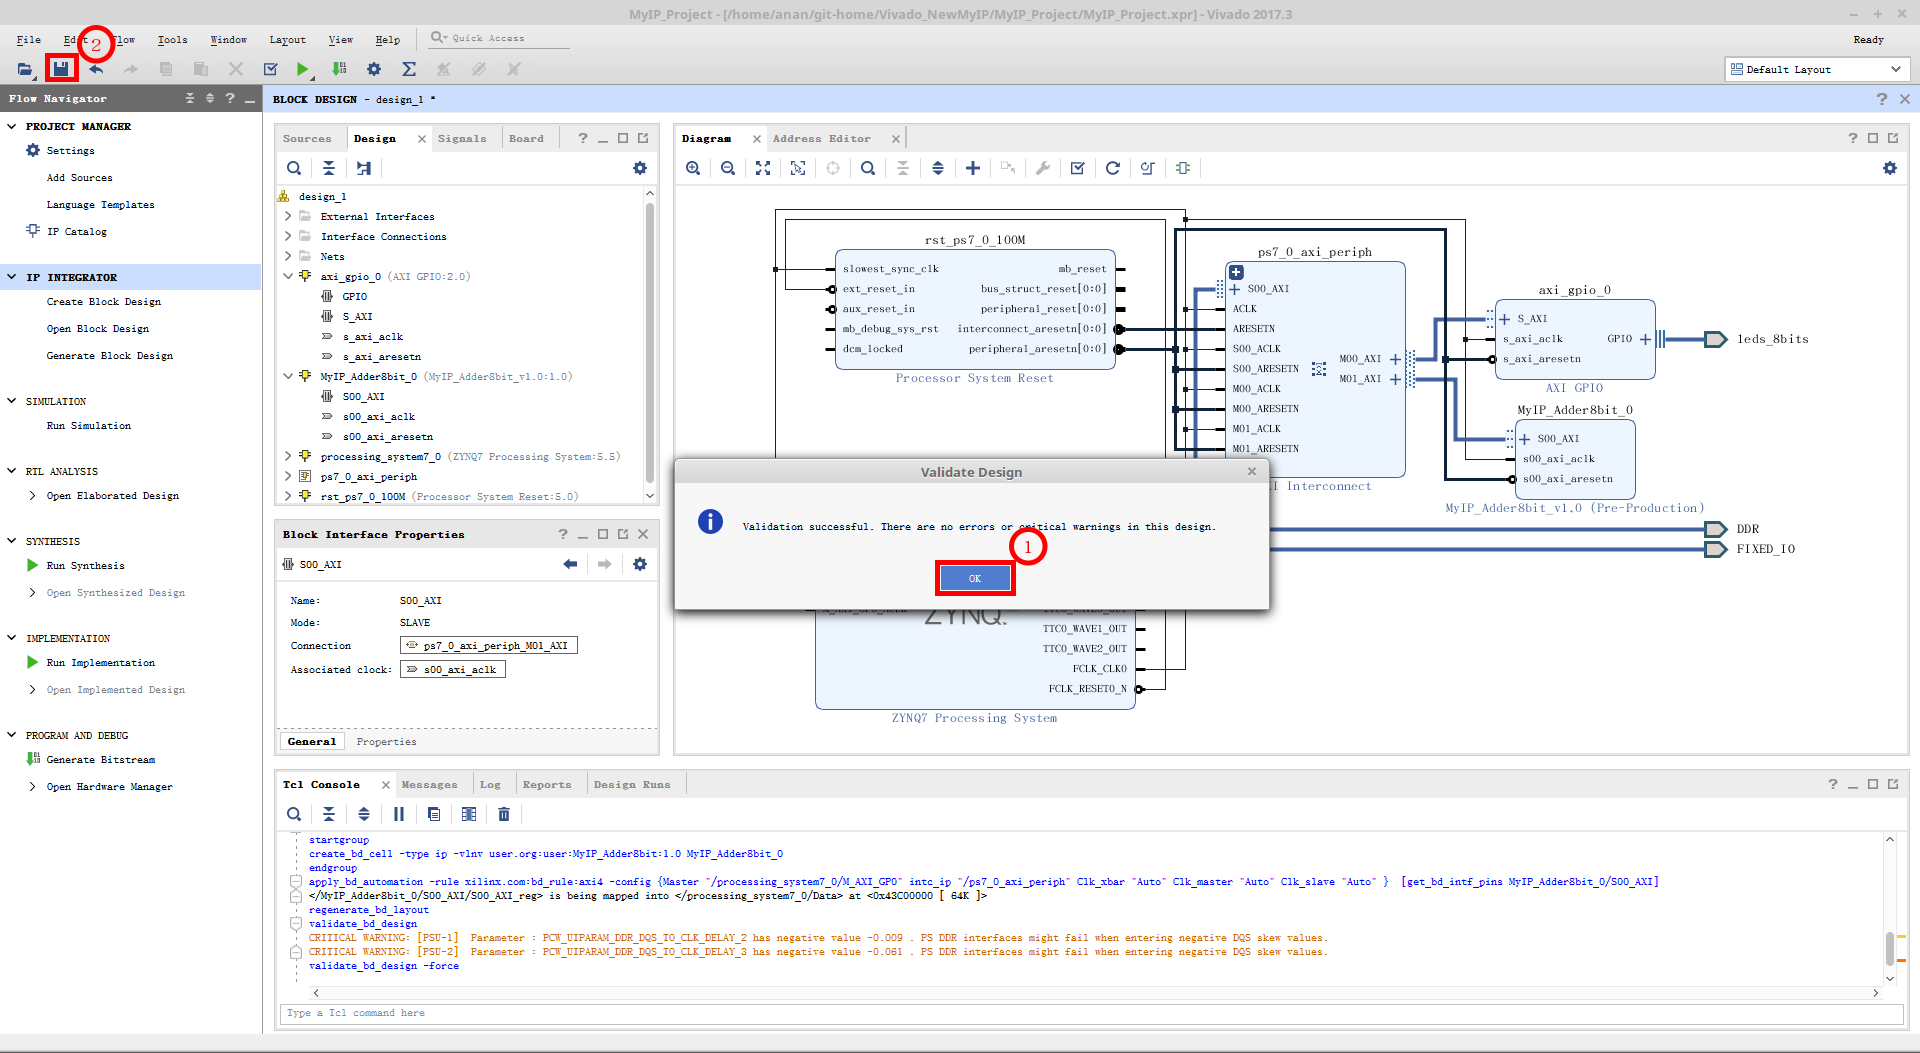 MyIP_Project - [/home/anan/git-home/Vivado_NewMyIP/MyIP_Project/MyIP_Project.xpr] - Vivado 2017.3
File Edit Flow Tools Window Layout View Help
Quick Access
Ready
2
Default Layout
Flow Navigator
PROJECT MANAGER
Settings
Add Sources
Language Templates
IP Catalog
IP INTEGRATOR
Create Block Design
Open Block Design
Generate Block Design
SIMULATION
Run Simulation
RTL ANALYSIS
Open Elaborated Design
SYNTHESIS
Run Synthesis
Open Synthesized Design
IMPLEMENTATION
Run Implementation
Open Implemented Design
PROGRAM AND DEBUG
Generate Bitstream
Open Hardware Manager
BLOCK DESIGN - design_1 *
Sources Design Signals Board
design_1
External Interfaces
Interface Connections
Nets
axi_gpio_0 (AXI GPIO:2.0)
GPIO
S_AXI
s_axi_aclk
s_axi_aresetn
MyIP_Adder8bit_0 (MyIP_Adder8bit_v1.0:1.0)
S00_AXI
s00_axi_aclk
s00_axi_aresetn
processing_system7_0 (ZYNQ7 Processing System:5.5)
ps7_0_axi_periph
rst_ps7_0_100M (Processor System Reset:5.0)
Block Interface Properties
S00_AXI
Name: S00_AXI
Mode: SLAVE
Connection ps7_0_axi_periph_M01_AXI
Associated clock: s00_axi_aclk
General Properties
Diagram Address Editor
rst_ps7_0_100M
slowest_sync_clk
ext_reset_in
aux_reset_in
mb_debug_sys_rst
dcm_locked
mb_reset
bus_struct_reset[0:0]
peripheral_reset[0:0]
interconnect_aresetn[0:0]
peripheral_aresetn[0:0]
Processor System Reset
ps7_0_axi_periph
S00_AXI
ACLK
ARESETN
S00_ACLK
S00_ARESETN
M00_ACLK
M00_ARESETN
M01_ACLK
M01_ARESETN
M00_AXI
M01_AXI
Interconnect
axi_gpio_0
S_AXI
s_axi_aclk
s_axi_aresetn
GPIO
AXI GPIO
leds_8bits
MyIP_Adder8bit_0
S00_AXI
s00_axi_aclk
s00_axi_aresetn
MyIP_Adder8bit_v1.0 (Pre-Production)
DDR
FIXED_IO
Validate Design
Validation successful. There are no errors or critical warnings in this design.
1
OK
ZYNQ
TTC0_WAVE1_OUT
TTC0_WAVE2_OUT
FCLK_CLK0
FCLK_RESET0_N
ZYNQ7 Processing System
Tcl Console Messages Log Reports Design Runs
startgroup
create_bd_cell -type ip -vlnv user.org:user:MyIP_Adder8bit:1.0 MyIP_Adder8bit_0
endgroup
apply_bd_automation -rule xilinx.com:bd_rule:axi4 -config {Master "/processing_system7_0/M_AXI_GP0" intc_ip "/ps7_0_axi_periph" Clk_xbar "Auto" Clk_master "Auto" Clk_slave "Auto" } [get_bd_intf_pins MyIP_Adder8bit_0/S00_AXI]
</MyIP_Adder8bit_0/S00_AXI/S00_AXI_reg> is being mapped into </processing_system7_0/Data> at <0x43C00000 [ 64K ]>
regenerate_bd_layout
validate_bd_design
CRITICAL WARNING: [PSU-1] Parameter : PCW_UIPARAM_DDR_DQS_TO_CLK_DELAY_2 has negative value -0.009 . PS DDR interfaces might fail when entering negative DQS skew values.
CRITICAL WARNING: [PSU-2] Parameter : PCW_UIPARAM_DDR_DQS_TO_CLK_DELAY_3 has negative value -0.061 . PS DDR interfaces might fail when entering negative DQS skew values.
validate_bd_design -force
Type a Tcl command here